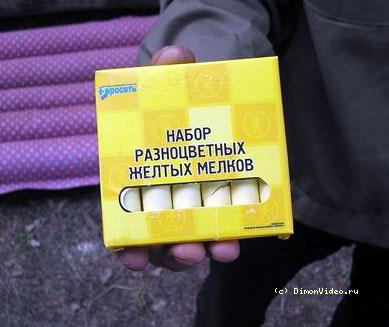 Евросеть
НАБОР
РАЗНОЦВЕТНЫХ
ЖЕЛТЫХ МЕЛКОВ
(c) DimonVideo.ru